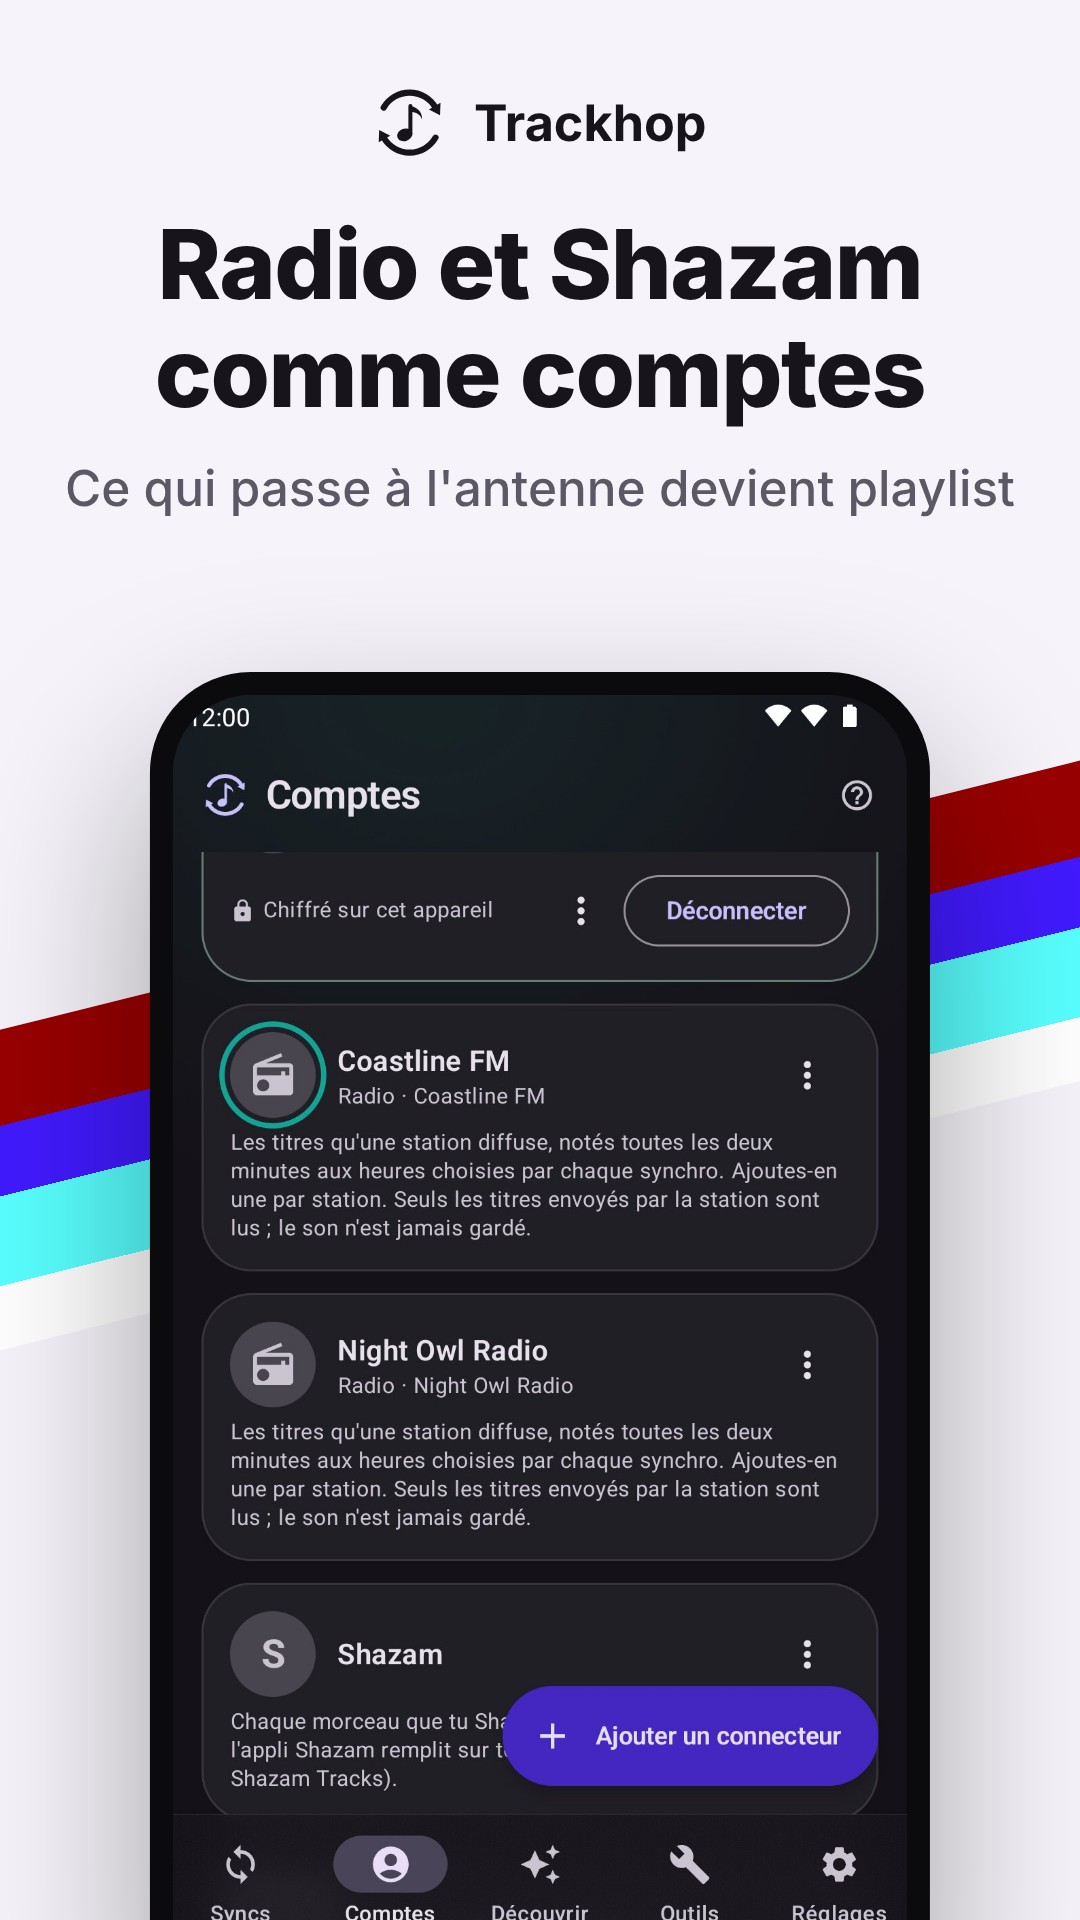 Trackhop
Radio et Shazam
comme comptes
Ce qui passe à l'antenne devient playlist
12:00
Comptes
Chiffré sur cet appareil
Déconnecter
Coastline FM
Radio · Coastline FM
Les titres qu'une station diffuse, notés toutes les deux
minutes aux heures choisies par chaque synchro. Ajoutes-en
une par station. Seuls les titres envoyés par la station sont
lus ; le son n'est jamais gardé.
Night Owl Radio
Radio · Night Owl Radio
Les titres qu'une station diffuse, notés toutes les deux
minutes aux heures choisies par chaque synchro. Ajoutes-en
une par station. Seuls les titres envoyés par la station sont
lus ; le son n'est jamais gardé.
S
Shazam
Chaque morceau que tu
l'appli Shazam remplit sur
Shazam Tracks).
Ajouter un connecteur
Syncs
Comptes
Découvrir
Outils
Réglages